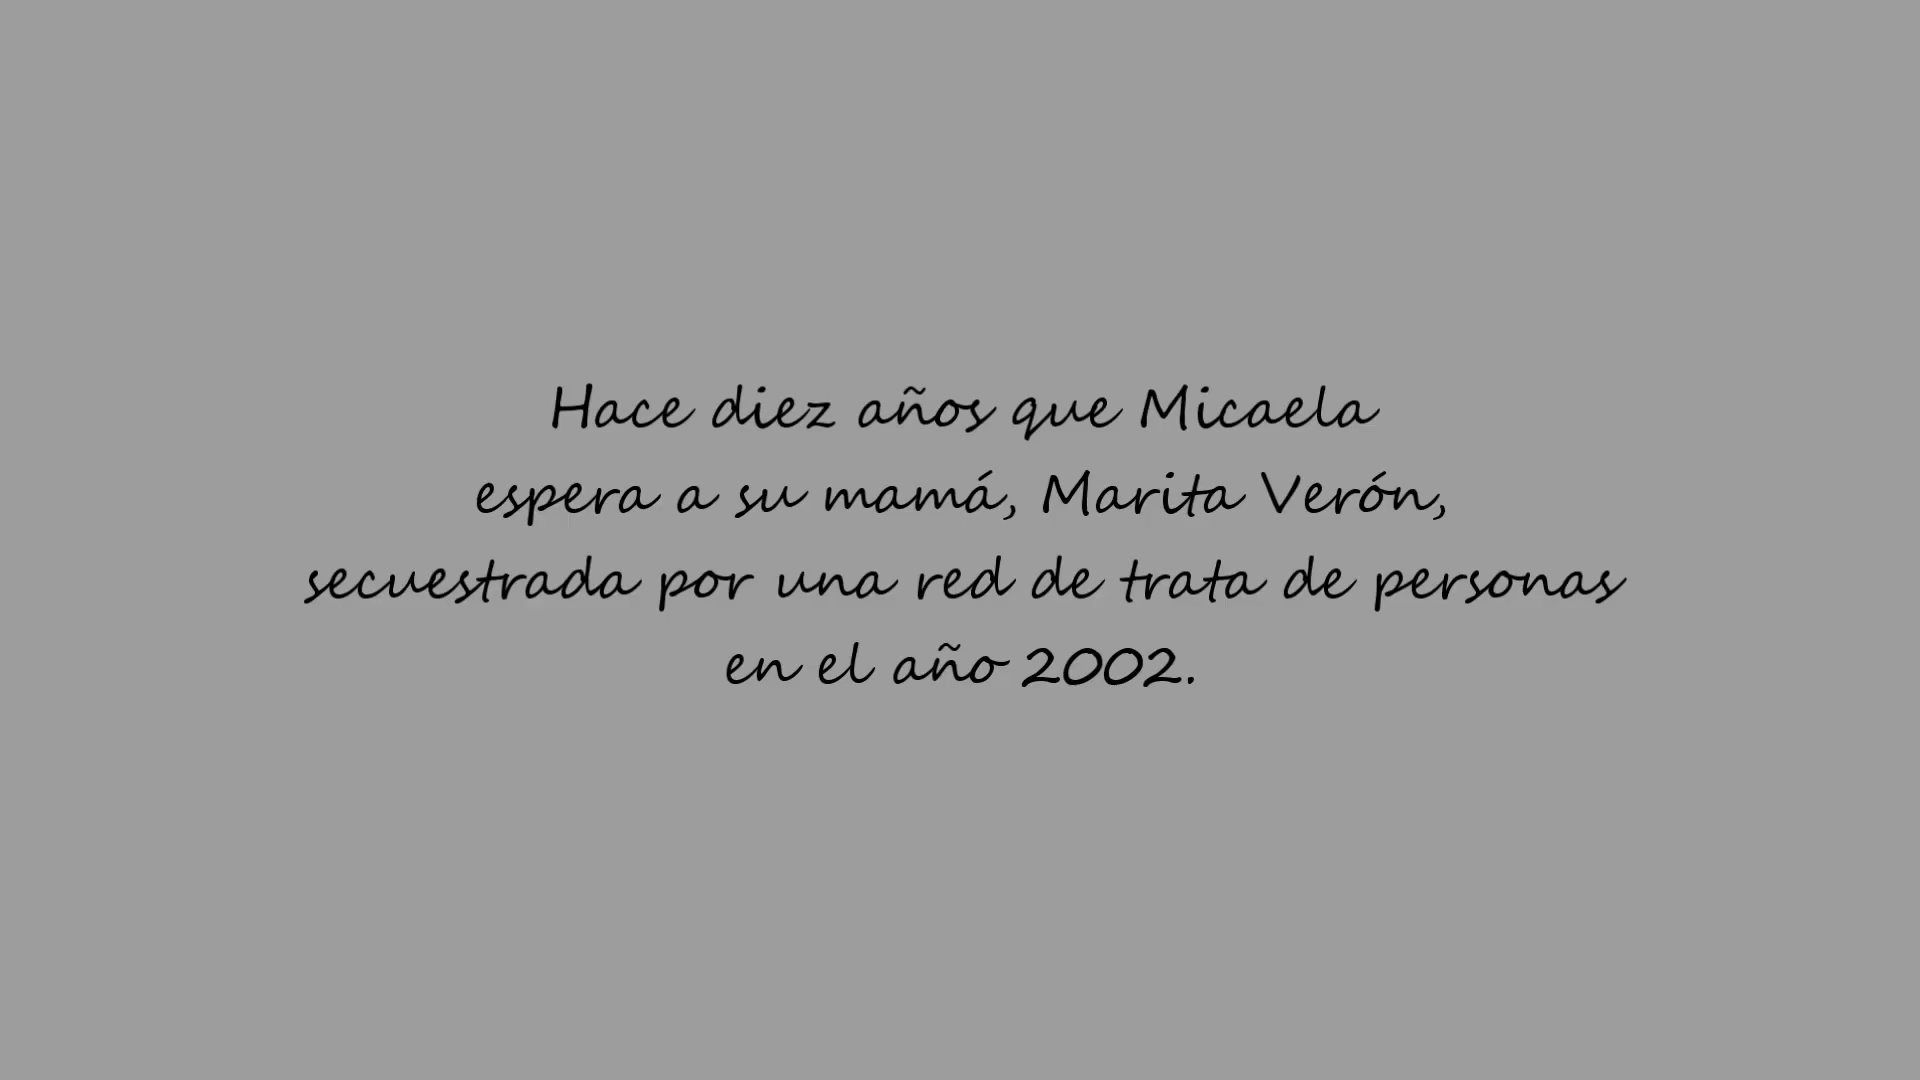 Hace diez años que Micaela
espera a su mamá, Marita Verón,
secuestrada por una red de trata de personas
en el año 2002.